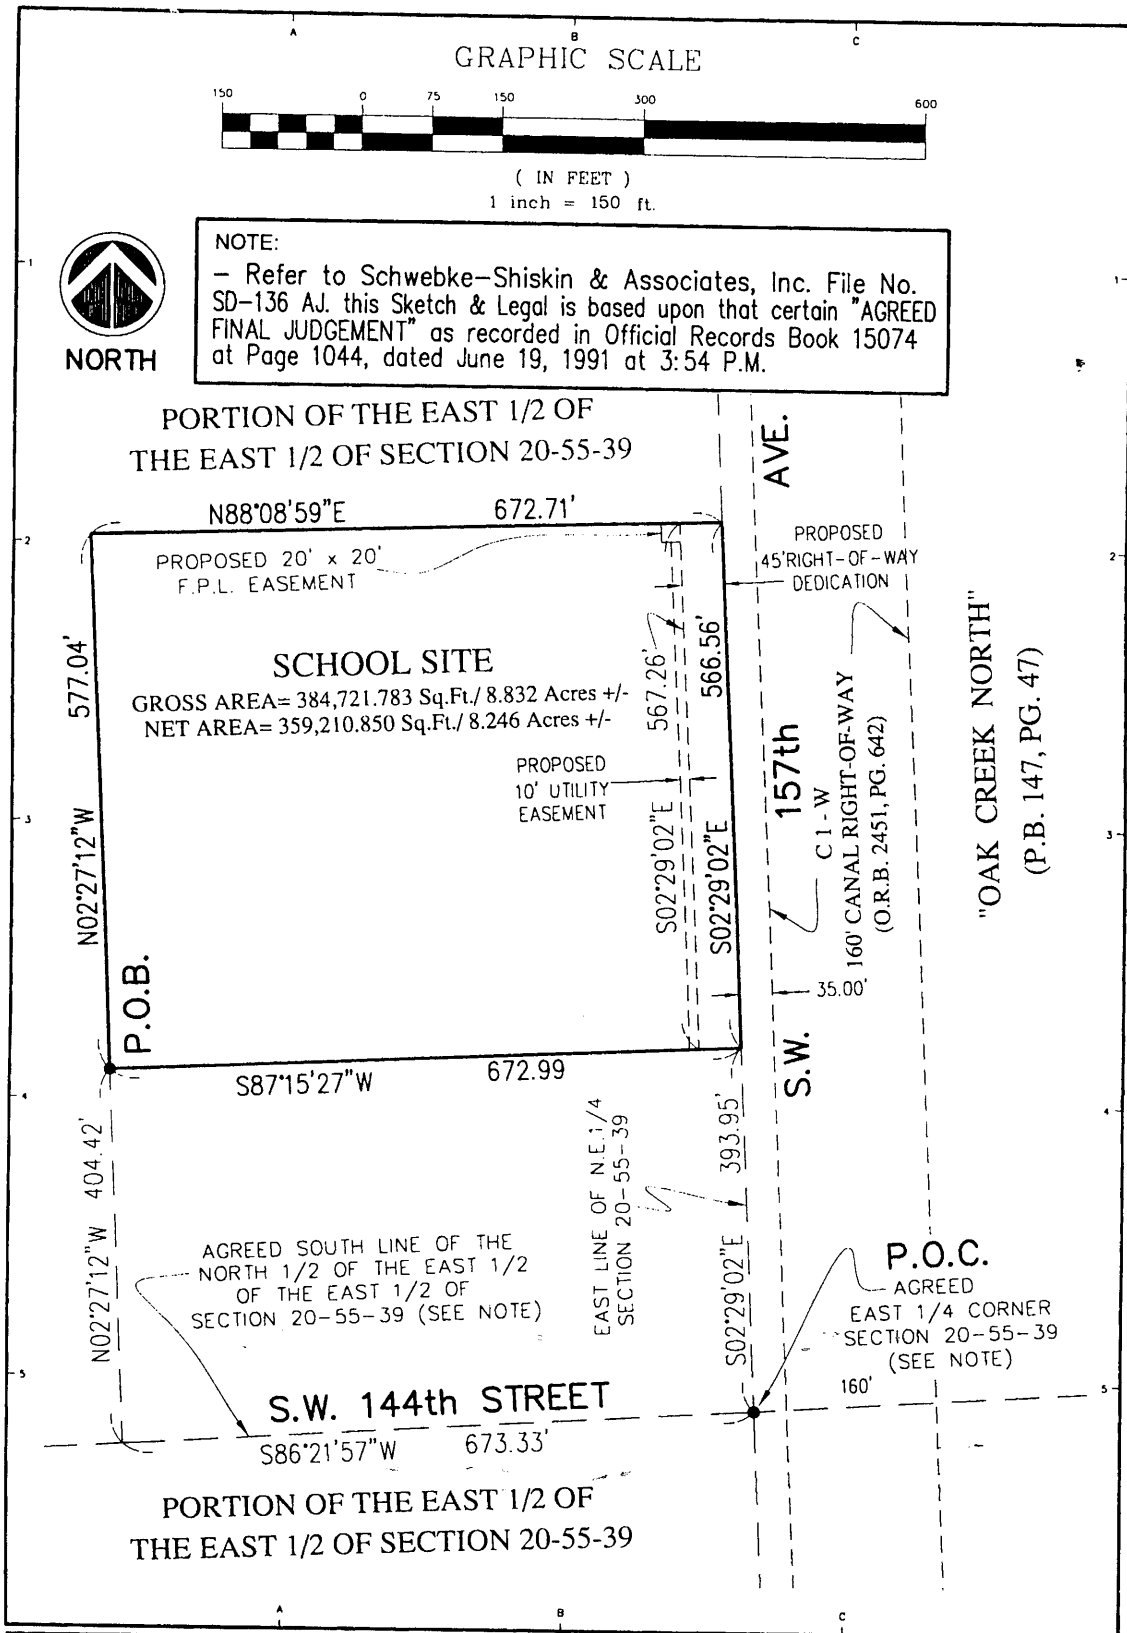 A B C
GRAPHIC SCALE
150 0 75 150 300 600
( IN FEET )
1 inch = 150 ft.
NORTH
NOTE:
- Refer to Schwebke-Shiskin & Associates, Inc. File No.
SD-136 AJ. this Sketch & Legal is based upon that certain "AGREED
FINAL JUDGEMENT" as recorded in Official Records Book 15074
at Page 1044, dated June 19, 1991 at 3:54 P.M.
1 1
PORTION OF THE EAST 1/2 OF
THE EAST 1/2 OF SECTION 20-55-39
N88°08'59"E 672.71'
2 2
PROPOSED 20' x 20'
F.P.L. EASEMENT
PROPOSED
45'RIGHT-OF-WAY
DEDICATION
SCHOOL SITE
GROSS AREA= 384,721.783 Sq.Ft./ 8.832 Acres +/-
NET AREA= 359,210.850 Sq.Ft./ 8.246 Acres +/-
PROPOSED
10' UTILITY
EASEMENT
N02°27'12"W 577.04'
S02°29'02"E 567.26'
S02°29'02"E 566.56'
S.W. 157th AVE.
C 1 - W
160' CANAL RIGHT-OF-WAY
(O.R.B. 2451, PG. 642)
"OAK CREEK NORTH"
(P.B. 147, PG. 47)
3 3
35.00'
P.O.B.
S87°15'27"W 672.99
4 4
N02°27'12"W 404.42'
EAST LINE OF N.E.1/4
SECTION 20-55-39
S02°29'02"E 393.95'
AGREED SOUTH LINE OF THE
NORTH 1/2 OF THE EAST 1/2
OF THE EAST 1/2 OF
SECTION 20-55-39 (SEE NOTE)
P.O.C.
AGREED
EAST 1/4 CORNER
SECTION 20-55-39
(SEE NOTE)
5 5
160'
S.W. 144th STREET
S86°21'57"W 673.33'
PORTION OF THE EAST 1/2 OF
THE EAST 1/2 OF SECTION 20-55-39
A B C